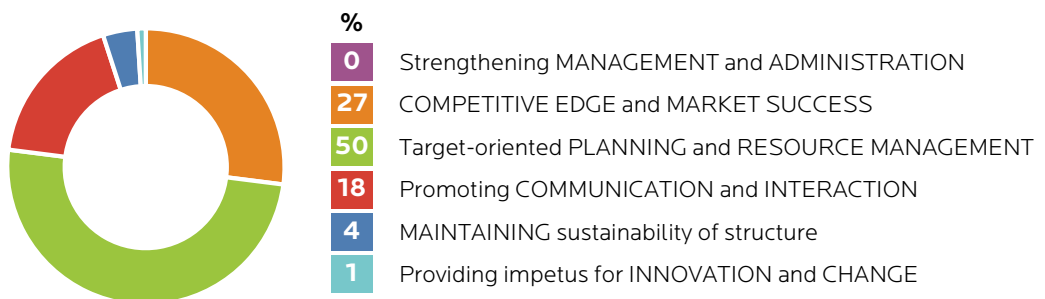 %
0 Strengthening MANAGEMENT and ADMINISTRATION
27 COMPETITIVE EDGE and MARKET SUCCESS
50 Target-oriented PLANNING and RESOURCE MANAGEMENT
18 Promoting COMMUNICATION and INTERACTION
4 MAINTAINING sustainability of structure
1 Providing impetus for INNOVATION and CHANGE